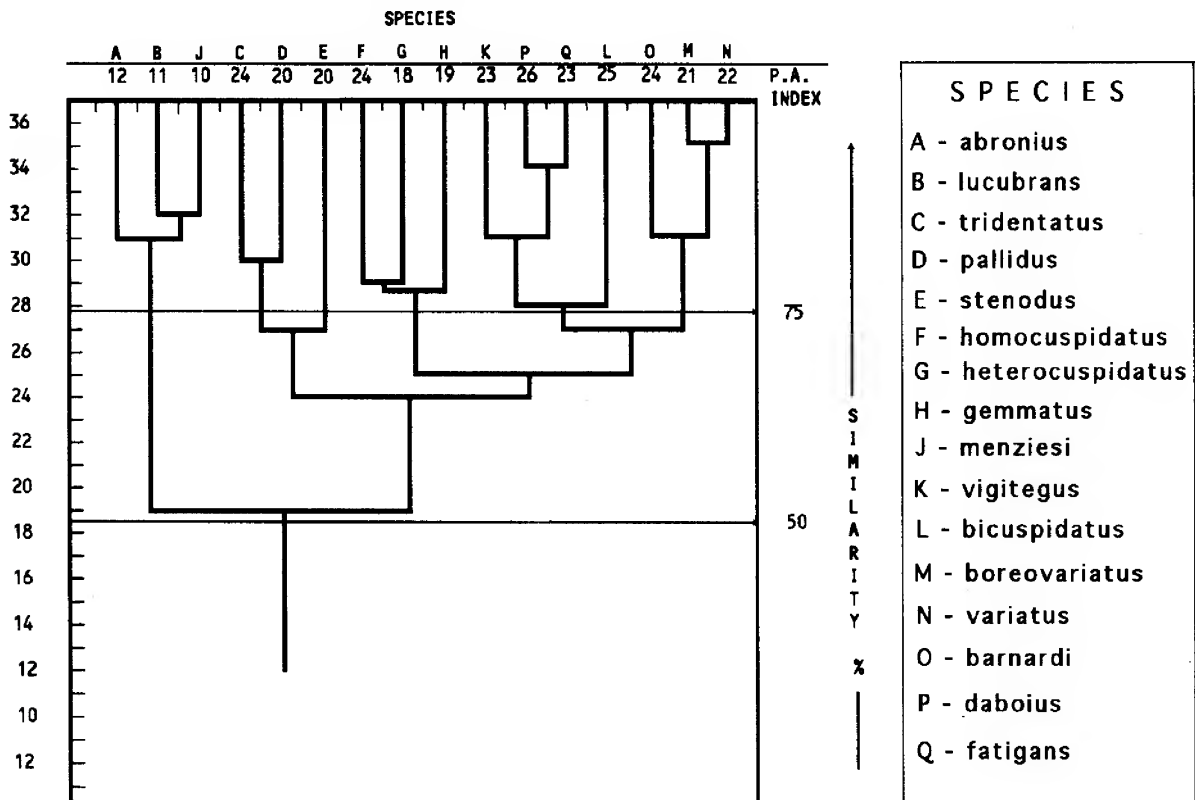 SPECIES
A B J C D E F G H K P Q L O M N
12 11 10 24 20 20 24 18 19 23 26 23 25 24 21 22 P.A.
INDEX
36
34
32
30
28
26
24
22
20
18
16
14
12
10
12
75
50
SIMILARITY %
SPECIES
A - abronius
B - lucubrans
C - tridentatus
D - pallidus
E - stenodus
F - homocuspidatus
G - heterocuspidatus
H - gemmatus
J - menziesi
K - vigitegus
L - bicuspidatus
M - boreovariatus
N - variatus
O - barnardi
P - daboius
Q - fatigans